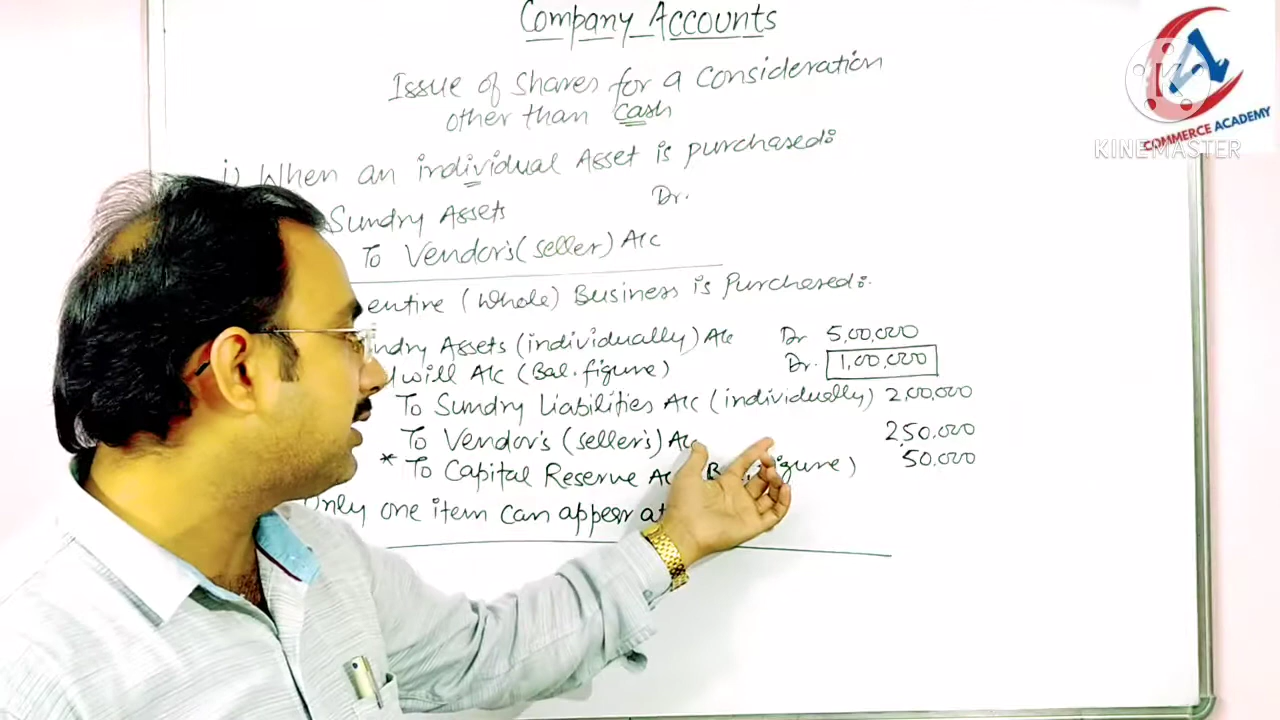 Company Accounts
Issue of shares for a consideration
other than cash
i) When an individual Asset is purchased:
Sundry Assets Dr.
To Vendor's (seller) A/c
entire (whole) Business is Purchased:
ndry Assets (individually) A/c Dr 5,00,000
will A/c (Bal. figure) Dr. 1,00,000
To Sundry Liabilities A/c (individually) 2,00,000
To Vendor's (seller's) A/c 2,50,000
* To Capital Reserve A/c (B figure) 50,000
Only one item can appear at
COMMERCE ACADEMY
KINEMASTER